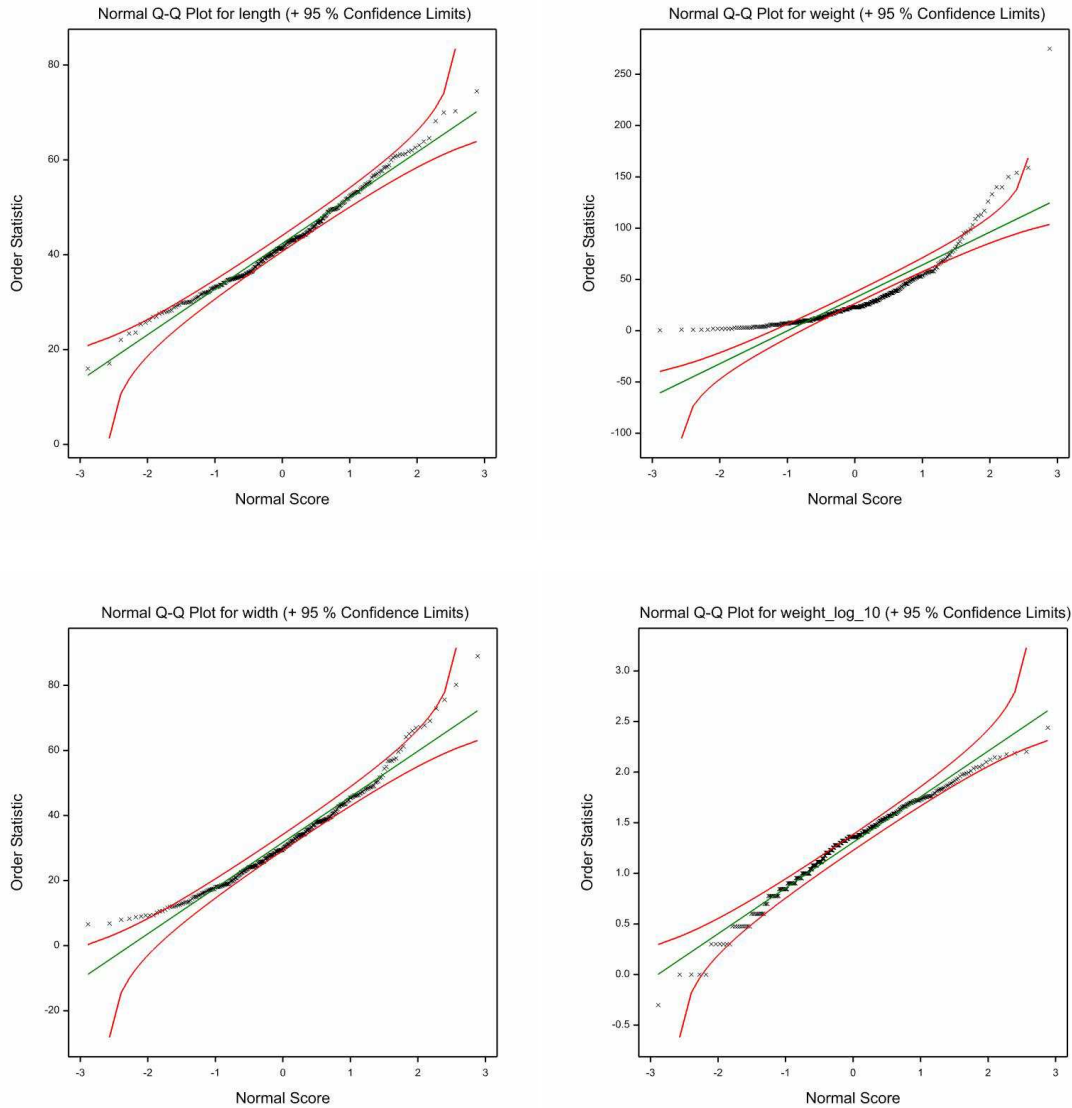 Normal Q-Q Plot for length (+ 95 % Confidence Limits)
80
60
40
20
0
Order Statistic
-3 -2 -1 0 1 2 3
Normal Score
Normal Q-Q Plot for weight (+ 95 % Confidence Limits)
250
200
150
100
50
0
-50
-100
Order Statistic
-3 -2 -1 0 1 2 3
Normal Score
Normal Q-Q Plot for width (+ 95 % Confidence Limits)
80
60
40
20
0
-20
Order Statistic
-3 -2 -1 0 1 2 3
Normal Score
Normal Q-Q Plot for weight_log_10 (+ 95 % Confidence Limits)
3.0
2.5
2.0
1.5
1.0
0.5
0.0
-0.5
Order Statistic
-3 -2 -1 0 1 2 3
Normal Score